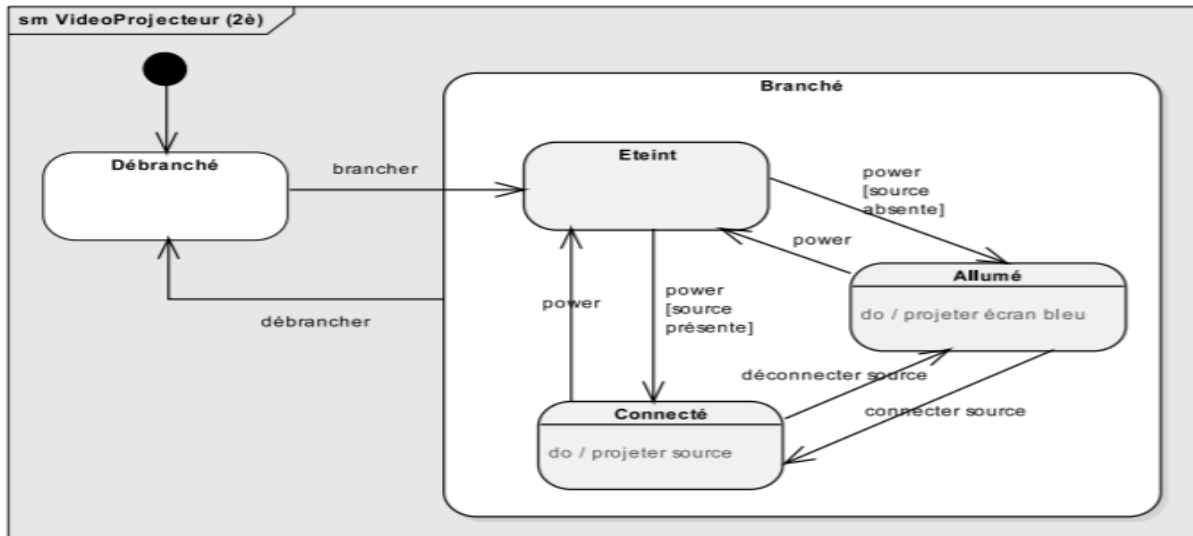 sm VideoProjecteur (2è)
Branché
Débranché
brancher
Eteint
power
[source
absente]
power
Allumé
do / projeter écran bleu
power
power
[source
présente]
débrancher
déconnecter source
connecter source
Connecté
do / projeter source